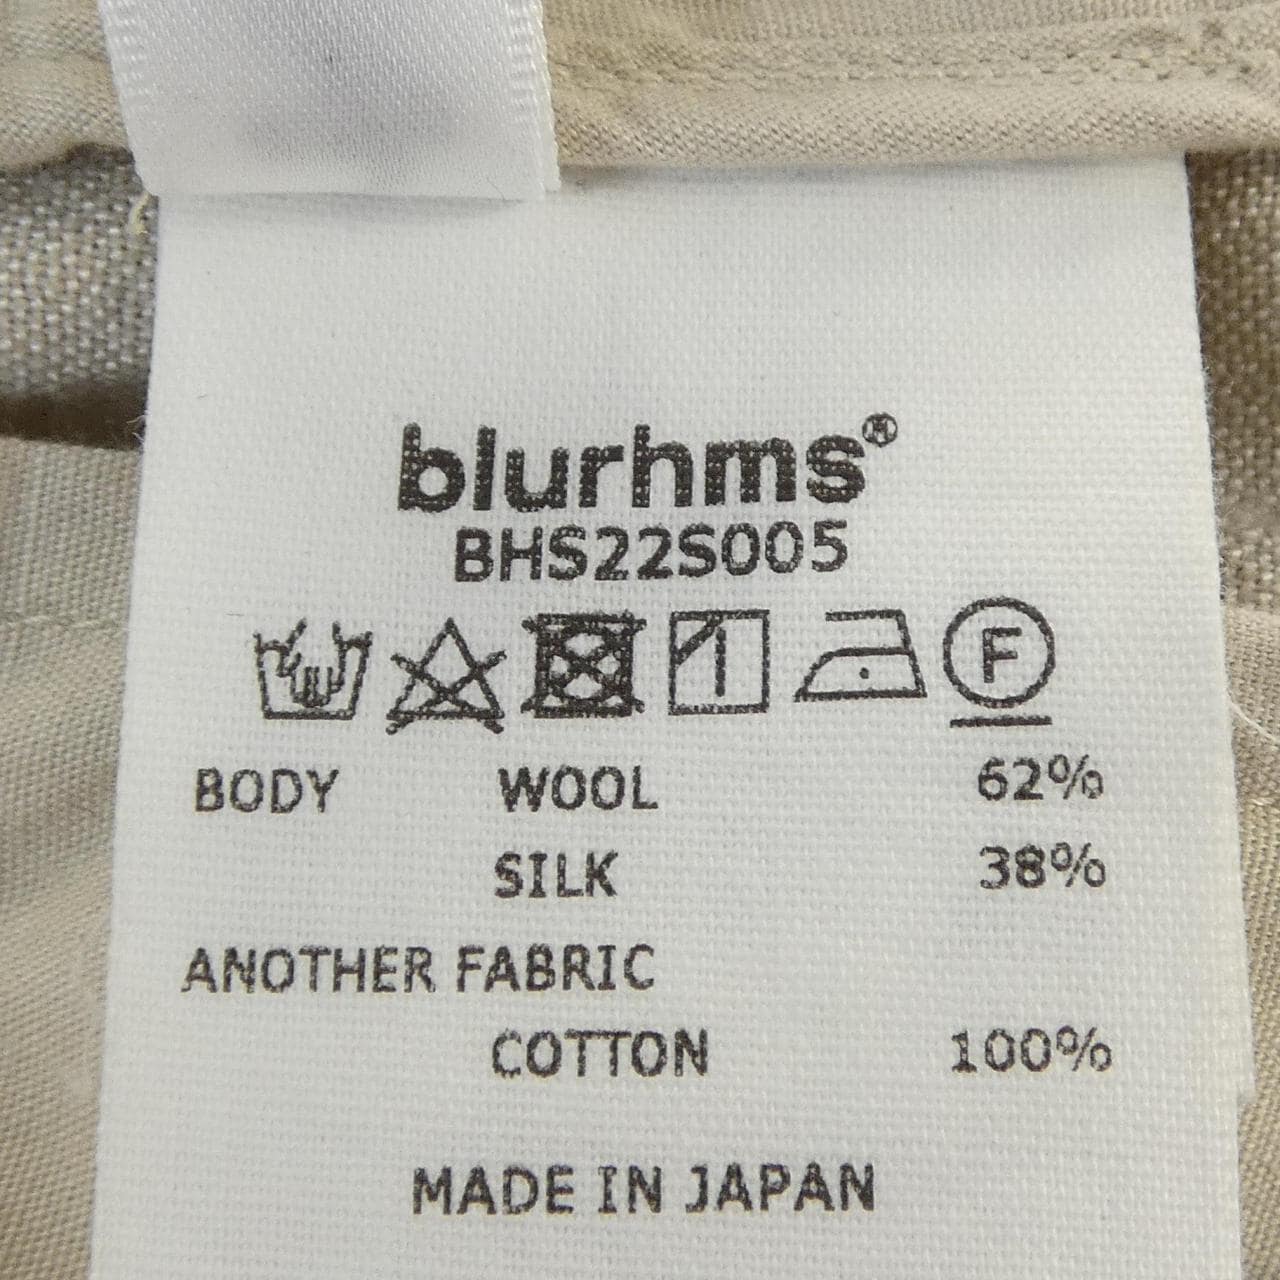 blurhms®
BHS22S005
F
BODY WOOL 62%
SILK 38%
ANOTHER FABRIC
COTTON 100%
MADE IN JAPAN